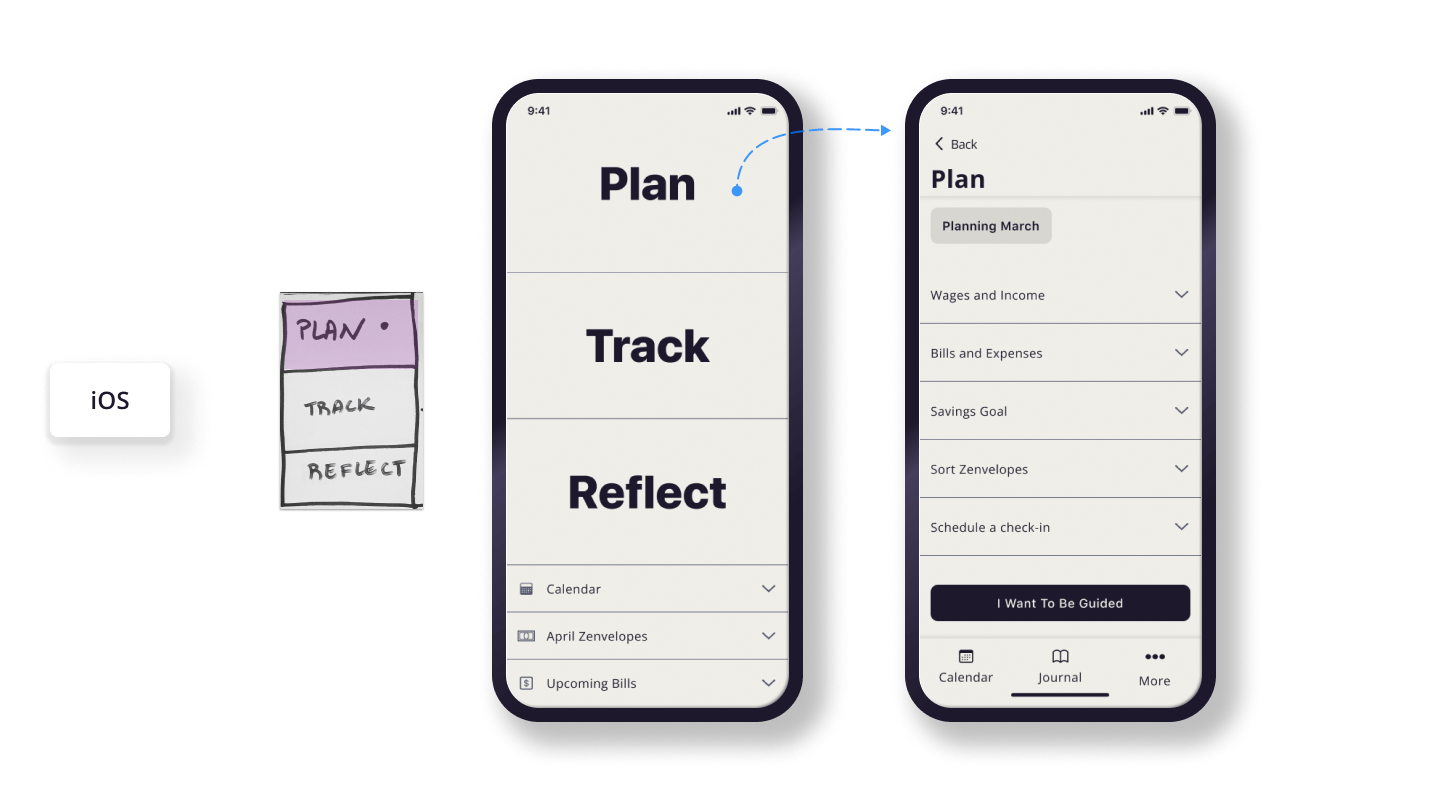 iOS
PLAN
TRACK
REFLECT
9:41
Plan
Track
Reflect
Calendar
April Zenvelopes
Upcoming Bills
9:41
Back
Plan
Planning March
Wages and Income
Bills and Expenses
Savings Goal
Sort Zenvelopes
Schedule a check-in
I Want To Be Guided
Calendar
Journal
More